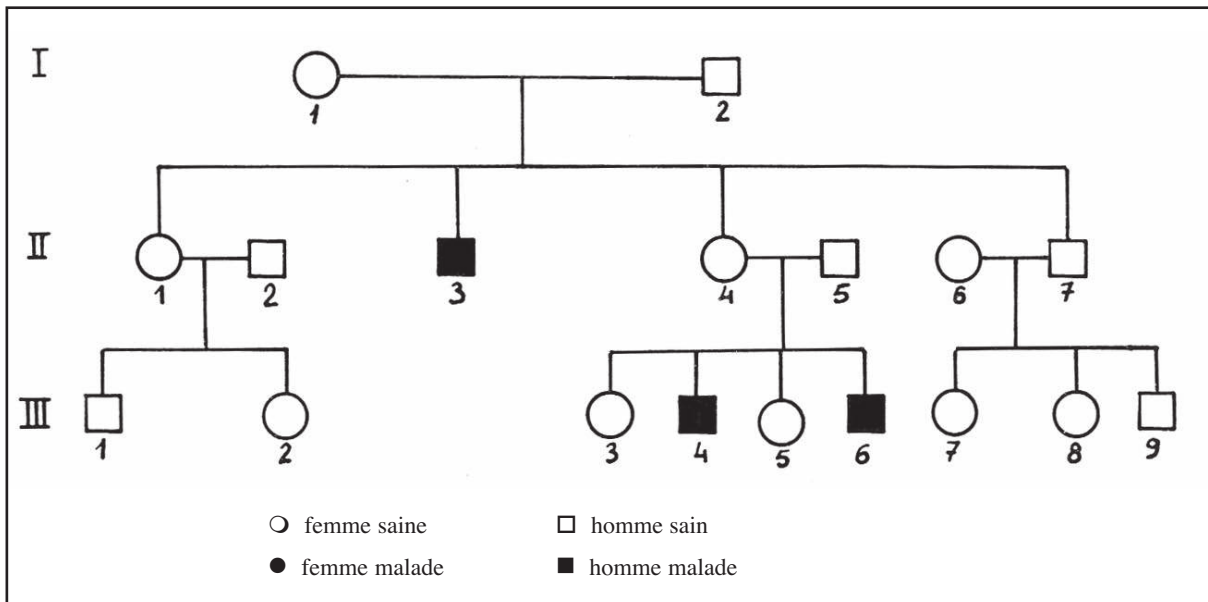 I
1 2
II
1 2 3 4 5 6 7
III
1 2 3 4 5 6 7 8 9
femme saine homme sain
femme malade homme malade